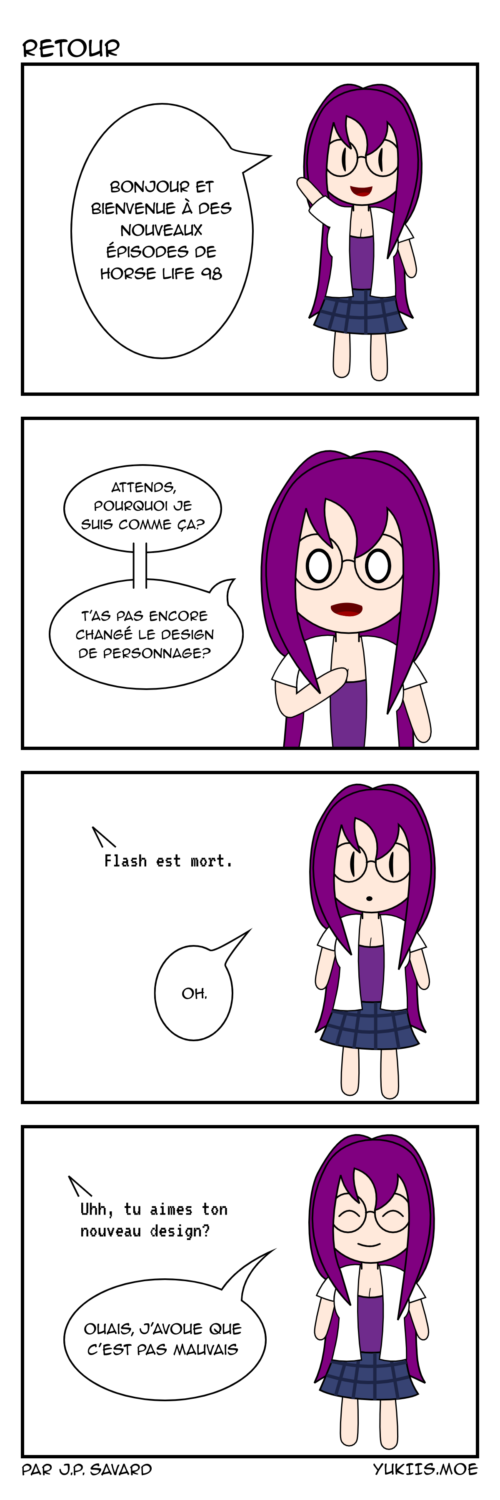 RETOUR
BONJOUR ET
BIENVENUE À DES
NOUVEAUX
ÉPISODES DE
HORSE LIFE 98
ATTENDS,
POURQUOI JE
SUIS COMME ÇA?
T'AS PAS ENCORE
CHANGÉ LE DESIGN
DE PERSONNAGE?
Flash est mort.
OH.
Uhh, tu aimes ton
nouveau design?
OUAIS, J'AVOUE QUE
C'EST PAS MAUVAIS
PAR J.P. SAVARD
YUKIIS.MOE